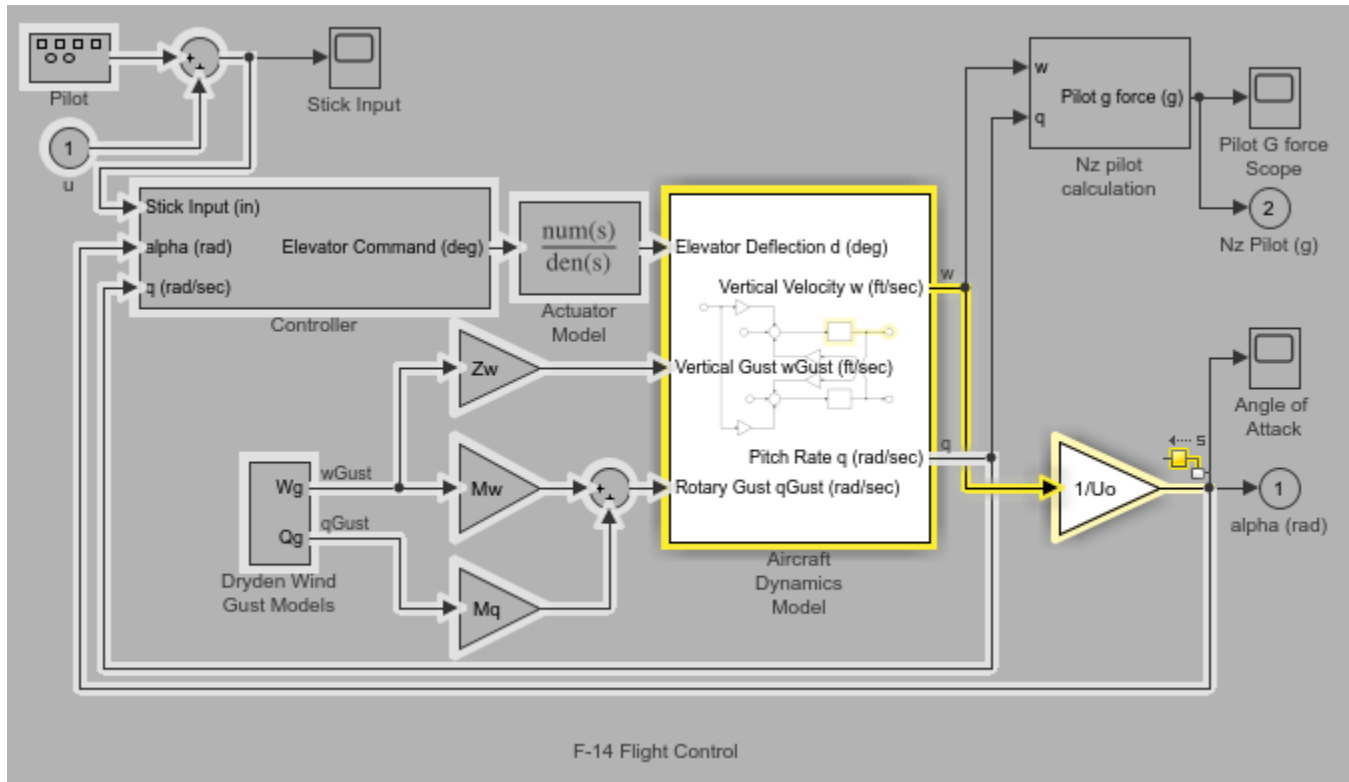 Pilot
+
+
Stick Input
1
u
w
q
Pilot g force (g)
Nz pilot
calculation
Pilot G force
Scope
2
Nz Pilot (g)
Stick Input (in)
alpha (rad)
q (rad/sec)
Elevator Command (deg)
Controller
num(s)
den(s)
Actuator
Model
Elevator Deflection d (deg)
Vertical Velocity w (ft/sec)
Vertical Gust wGust (ft/sec)
Pitch Rate q (rad/sec)
Rotary Gust qGust (rad/sec)
Aircraft
Dynamics
Model
w
q
Zw
Mw
Mq
+
+
Wg
Qg
wGust
qGust
Dryden Wind
Gust Models
1/Uo
s
Angle of
Attack
1
alpha (rad)
F-14 Flight Control